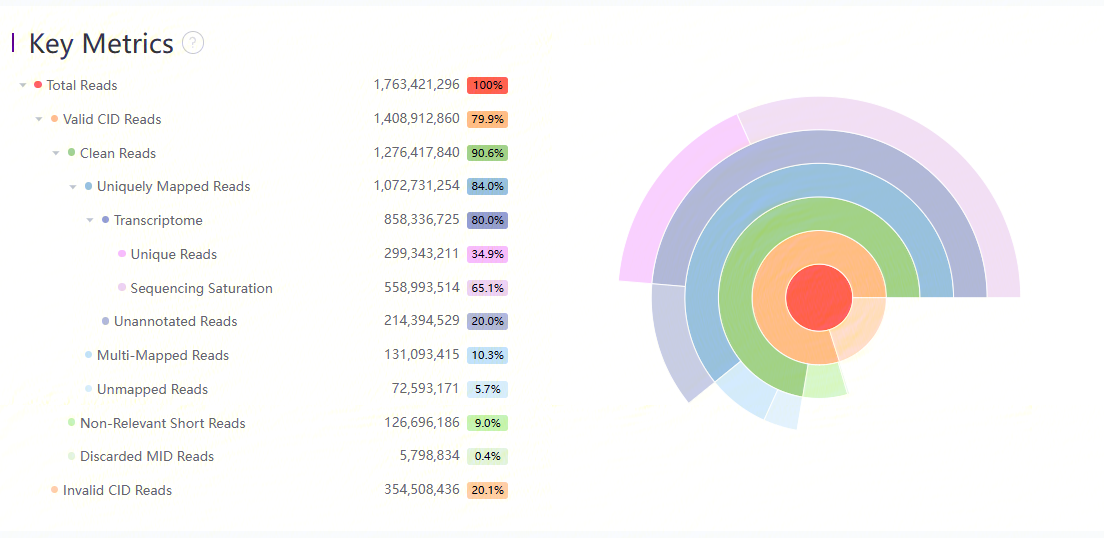 Key Metrics ?
Total Reads 1,763,421,296 100%
Valid CID Reads 1,408,912,860 79.9%
Clean Reads 1,276,417,840 90.6%
Uniquely Mapped Reads 1,072,731,254 84.0%
Transcriptome 858,336,725 80.0%
Unique Reads 299,343,211 34.9%
Sequencing Saturation 558,993,514 65.1%
Unannotated Reads 214,394,529 20.0%
Multi-Mapped Reads 131,093,415 10.3%
Unmapped Reads 72,593,171 5.7%
Non-Relevant Short Reads 126,696,186 9.0%
Discarded MID Reads 5,798,834 0.4%
Invalid CID Reads 354,508,436 20.1%